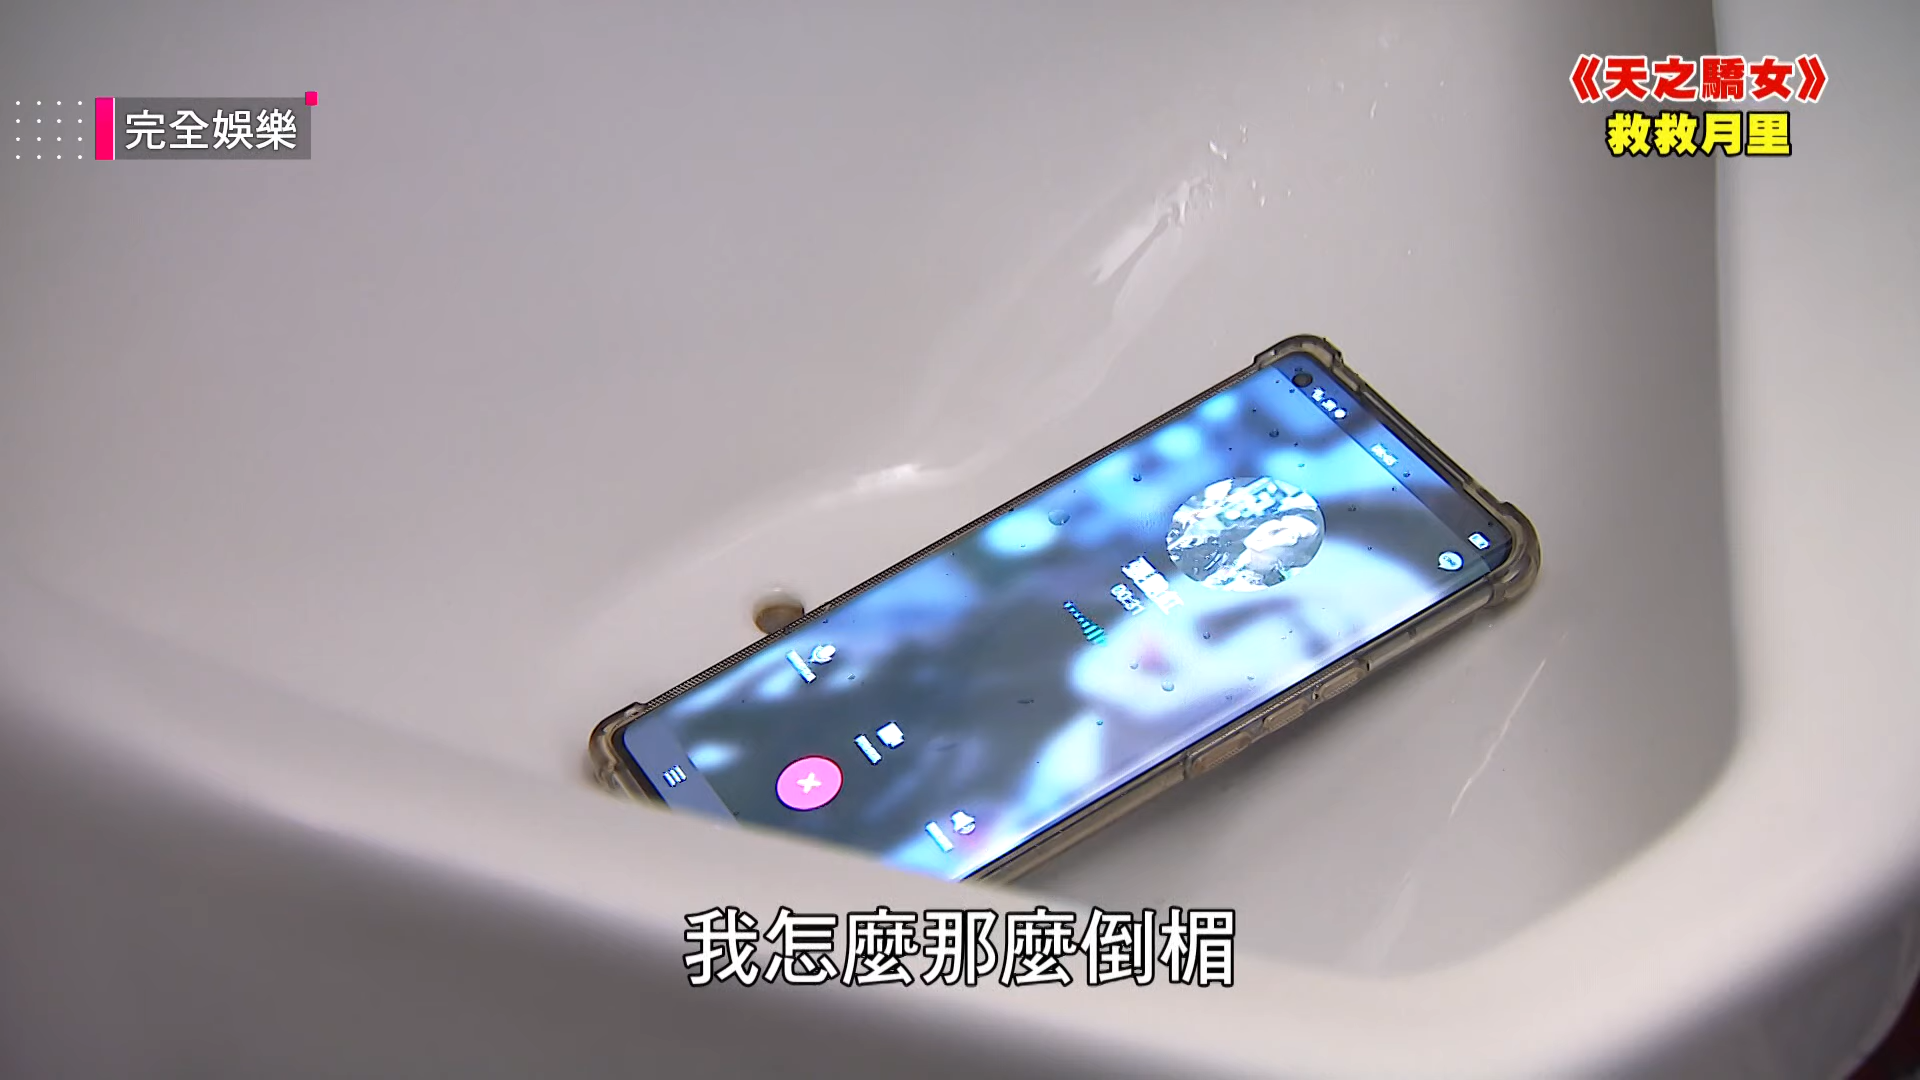 完全娛樂
《天之驕女》
救救月里
我怎麼那麼倒楣